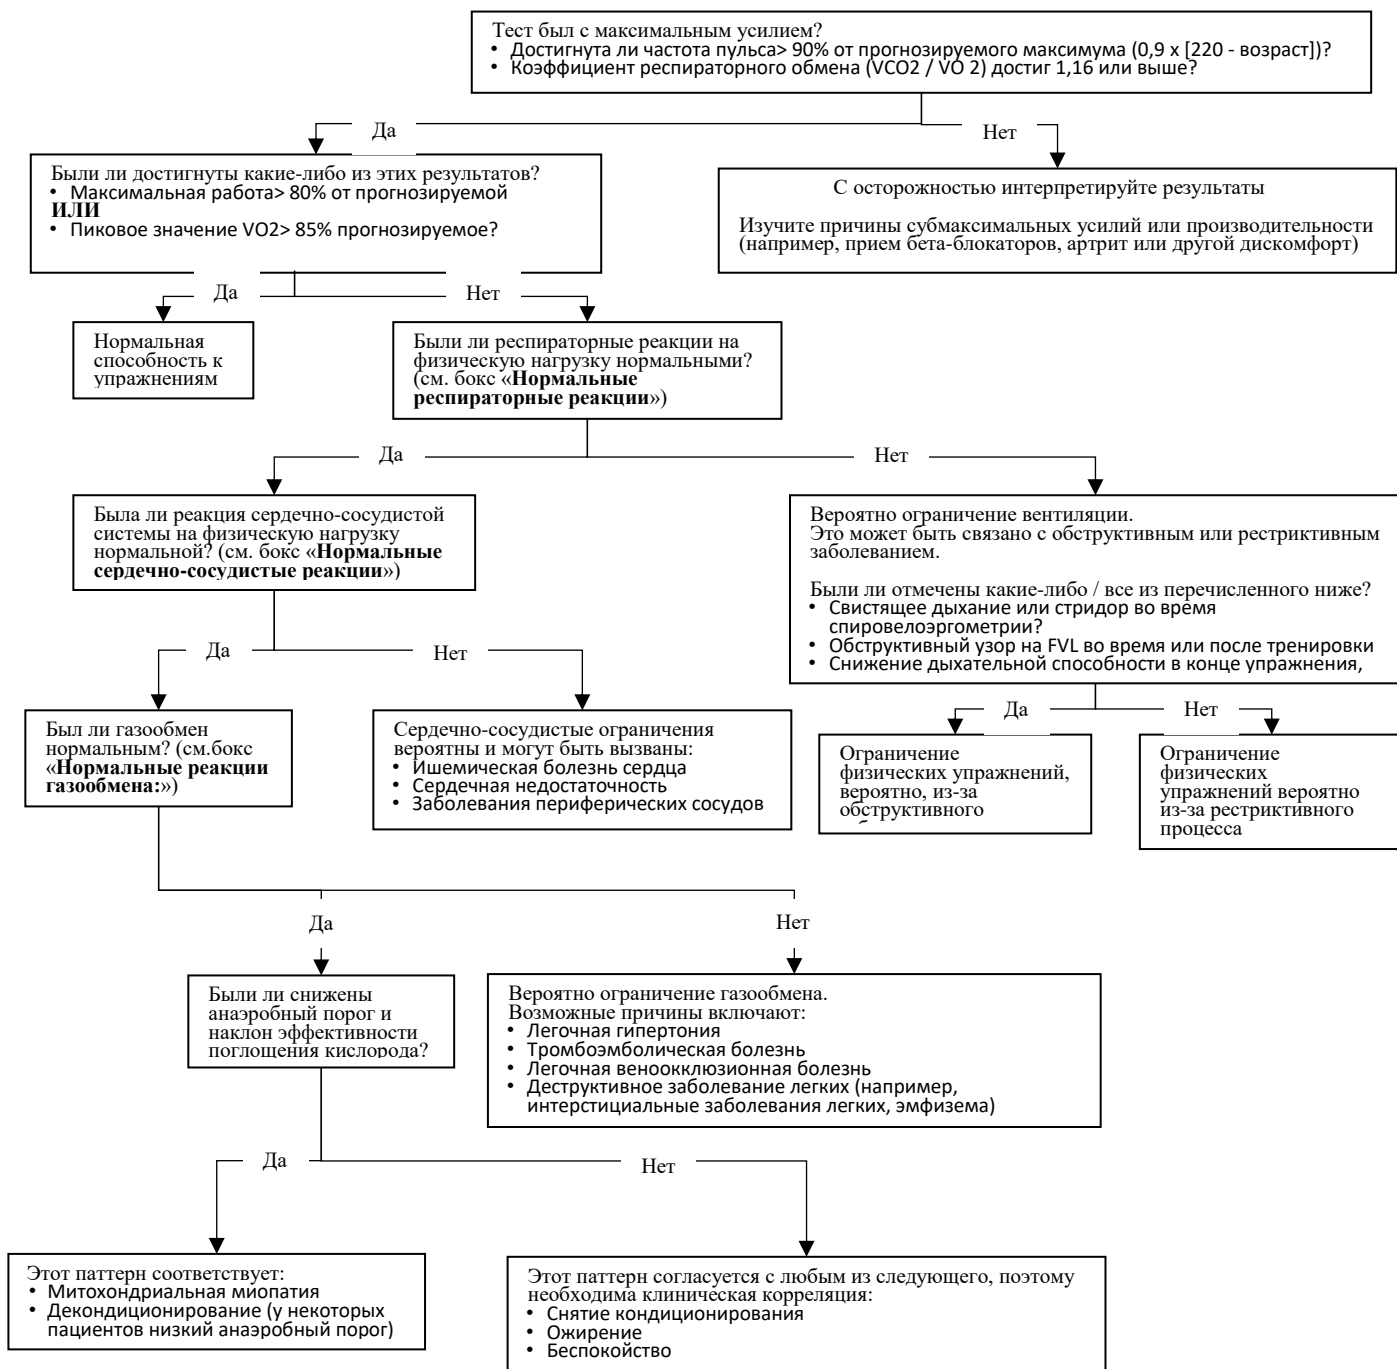 Тест был с максимальным усилием?
• Достигнута ли частота пульса> 90% от прогнозируемого максимума (0,9 x [220 - возраст])?
• Коэффициент респираторного обмена (VCO2 / VO 2) достиг 1,16 или выше?
Да
Нет
Были ли достигнуты какие-либо из этих результатов?
• Максимальная работа> 80% от прогнозируемой
ИЛИ
• Пиковое значение VO2> 85% прогнозируемое?
С осторожностью интерпретируйте результаты
Изучите причины субмаксимальных усилий или производительности
(например, прием бета-блокаторов, артрит или другой дискомфорт)
Да
Нет
Нормальная
способность к
упражнениям
Были ли респираторные реакции на
физическую нагрузку нормальными?
(см. бокс «Нормальные
респираторные реакции»)
Да
Нет
Была ли реакция сердечно-сосудистой
системы на физическую нагрузку
нормальной? (см. бокс «Нормальные
сердечно-сосудистые реакции»)
Вероятно ограничение вентиляции.
Это может быть связано с обструктивным или рестриктивным
заболеванием.
Были ли отмечены какие-либо / все из перечисленного ниже?
• Свистящее дыхание или стридор во время
спировелоэргометрии?
• Обструктивный узор на FVL во время или после тренировки
• Снижение дыхательной способности в конце упражнения,
Да
Нет
Да
Нет
Был ли газообмен
нормальным? (см.бокс
«Нормальные реакции
газообмена:»)
Сердечно-сосудистые ограничения
вероятны и могут быть вызваны:
• Ишемическая болезнь сердца
• Сердечная недостаточность
• Заболевания периферических сосудов
Ограничение
физических упражнений,
вероятно, из-за
обструктивного
Ограничение
физических
упражнений вероятно
из-за рестриктивного
процесса
Да
Нет
Были ли снижены
анаэробный порог и
наклон эффективности
поглощения кислорода?
Вероятно ограничение газообмена.
Возможные причины включают:
• Легочная гипертония
• Тромбоэмболическая болезнь
• Легочная веноокклюзионная болезнь
• Деструктивное заболевание легких (например,
интерстициальные заболевания легких, эмфизема)
Да
Нет
Этот паттерн соответствует:
• Митохондриальная миопатия
• Декондиционирование (у некоторых
пациентов низкий анаэробный порог)
Этот паттерн согласуется с любым из следующего, поэтому
необходима клиническая корреляция:
• Снятие кондиционирования
• Ожирение
• Беспокойство